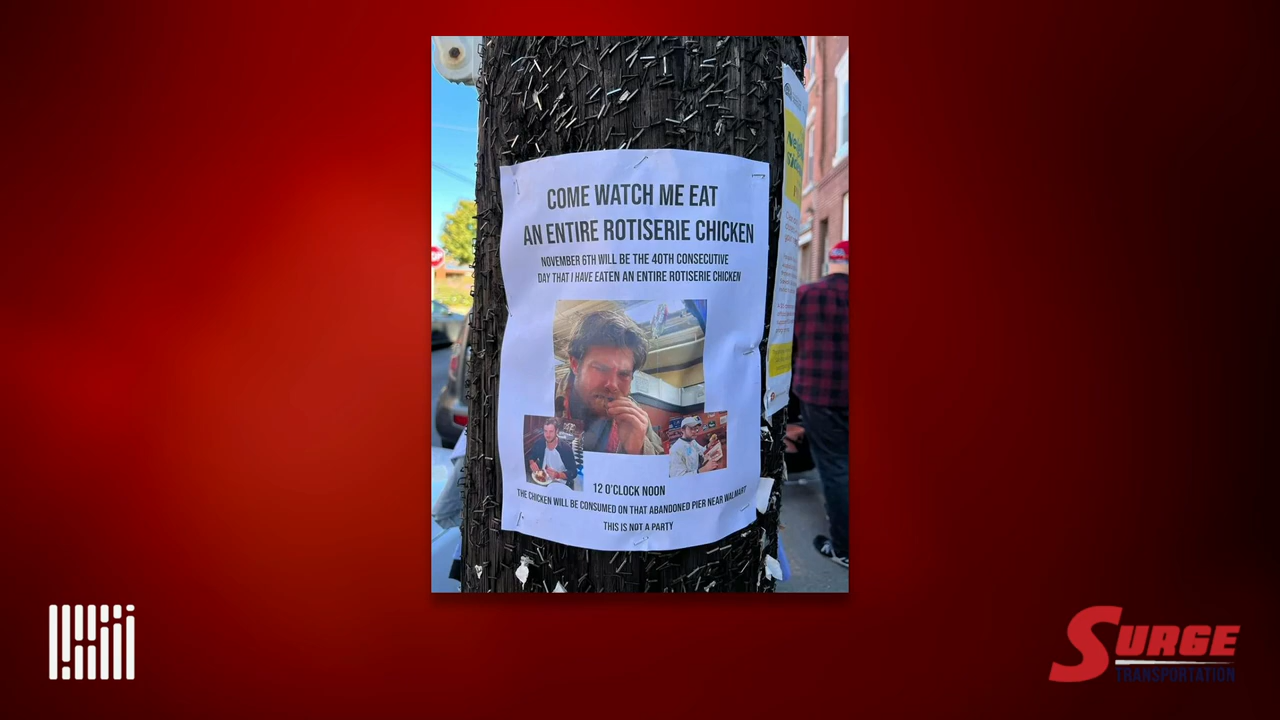 COME WATCH ME EAT
AN ENTIRE ROTISERIE CHICKEN
NOVEMBER 6TH WILL BE THE 40TH CONSECUTIVE
DAY THAT I HAVE EATEN AN ENTIRE ROTISERIE CHICKEN
12 O'CLOCK NOON
THE CHICKEN WILL BE CONSUMED ON THAT ABANDONED PIER NEAR WALMART
THIS IS NOT A PARTY
SURGE
TRANSPORTATION